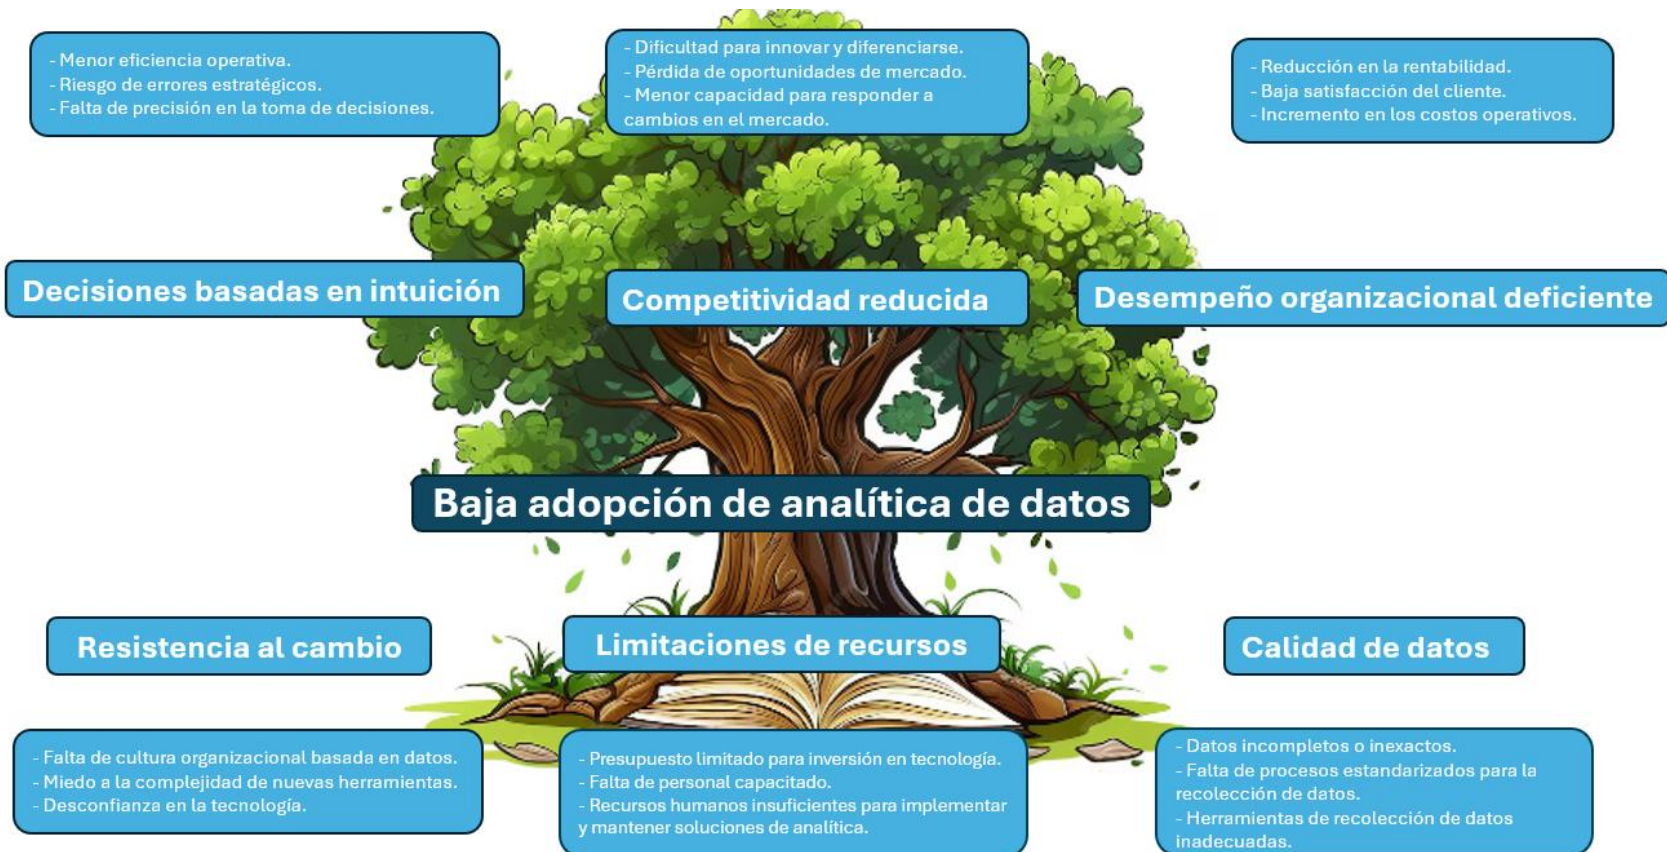 - Menor eficiencia operativa.
- Riesgo de errores estratégicos.
- Falta de precisión en la toma de decisiones.
- Dificultad para innovar y diferenciarse.
- Pérdida de oportunidades de mercado.
- Menor capacidad para responder a
cambios en el mercado.
- Reducción en la rentabilidad.
- Baja satisfacción del cliente.
- Incremento en los costos operativos.
Decisiones basadas en intuición
Competitividad reducida
Desempeño organizacional deficiente
Baja adopción de analítica de datos
Resistencia al cambio
Limitaciones de recursos
Calidad de datos
- Falta de cultura organizacional basada en datos.
- Miedo a la complejidad de nuevas herramientas.
- Desconfianza en la tecnología.
- Presupuesto limitado para inversión en tecnología.
- Falta de personal capacitado.
- Recursos humanos insuficientes para implementar
y mantener soluciones de analítica.
- Datos incompletos o inexactos.
- Falta de procesos estandarizados para la
recolección de datos.
- Herramientas de recolección de datos
inadecuadas.